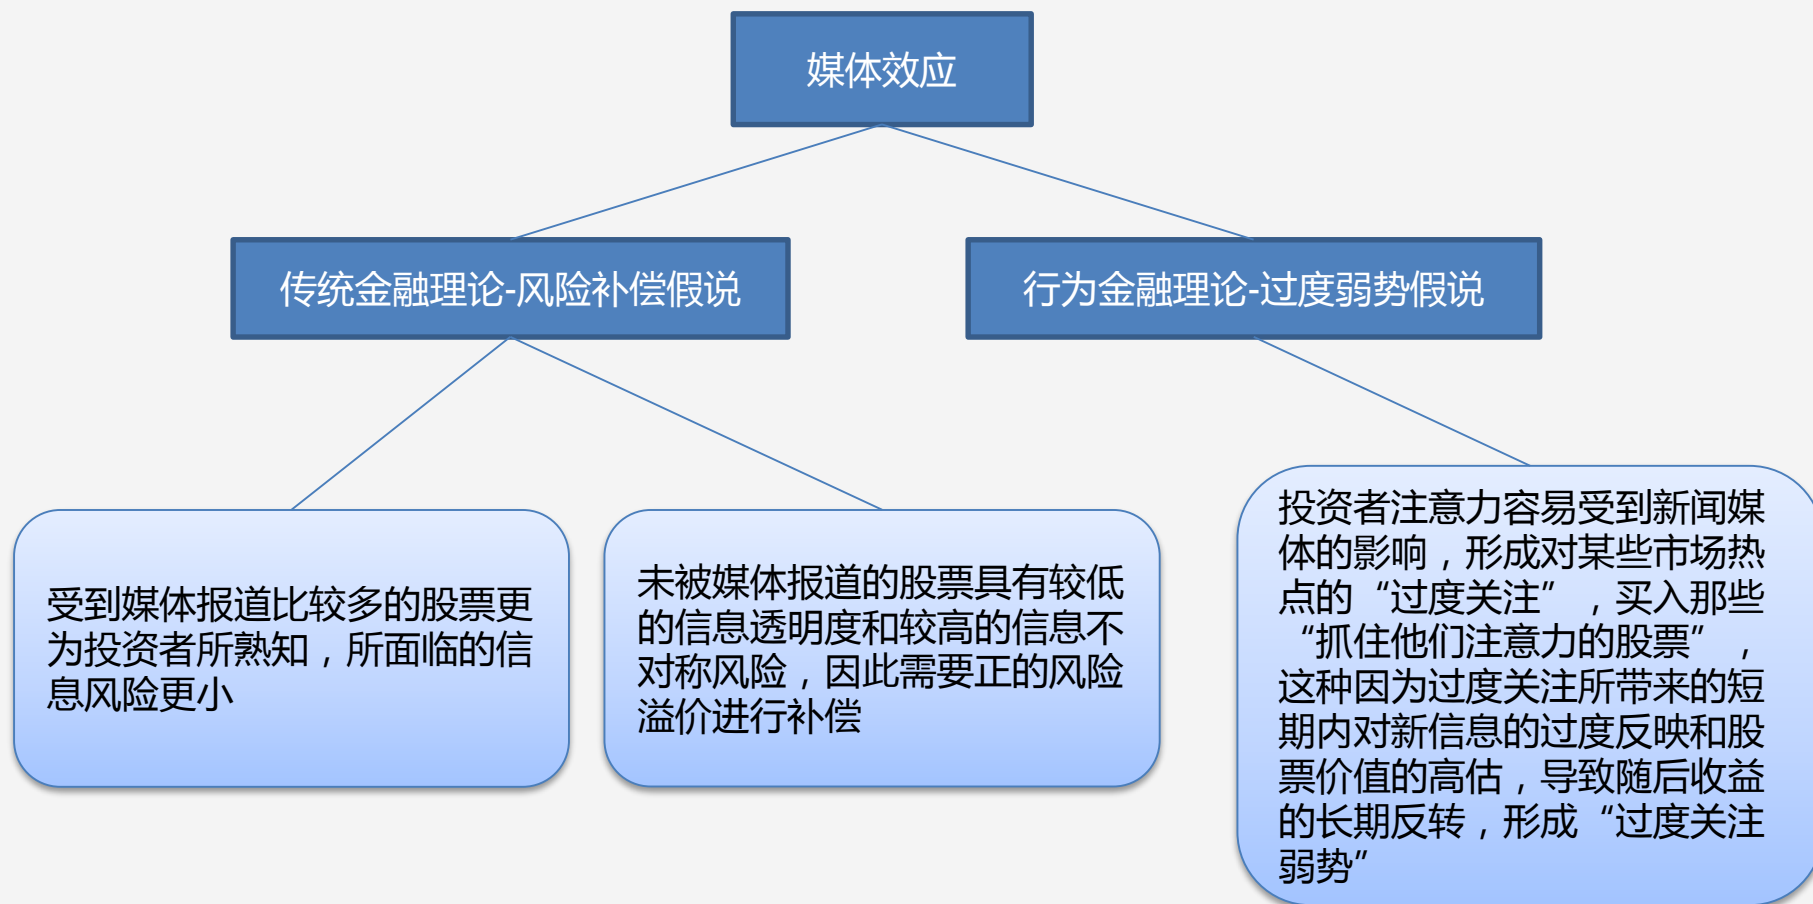 媒体效应
传统金融理论-风险补偿假说
行为金融理论-过度弱势假说
受到媒体报道比较多的股票更
为投资者所熟知，所面临的信
息风险更小
未被媒体报道的股票具有较低
的信息透明度和较高的信息不
对称风险，因此需要正的风险
溢价进行补偿
投资者注意力容易受到新闻媒
体的影响，形成对某些市场热
点的“过度关注”，买入那些
“抓住他们注意力的股票”，
这种因为过度关注所带来的短
期内对新信息的过度反映和股
票价值的高估，导致随后收益
的长期反转，形成“过度关注
弱势”